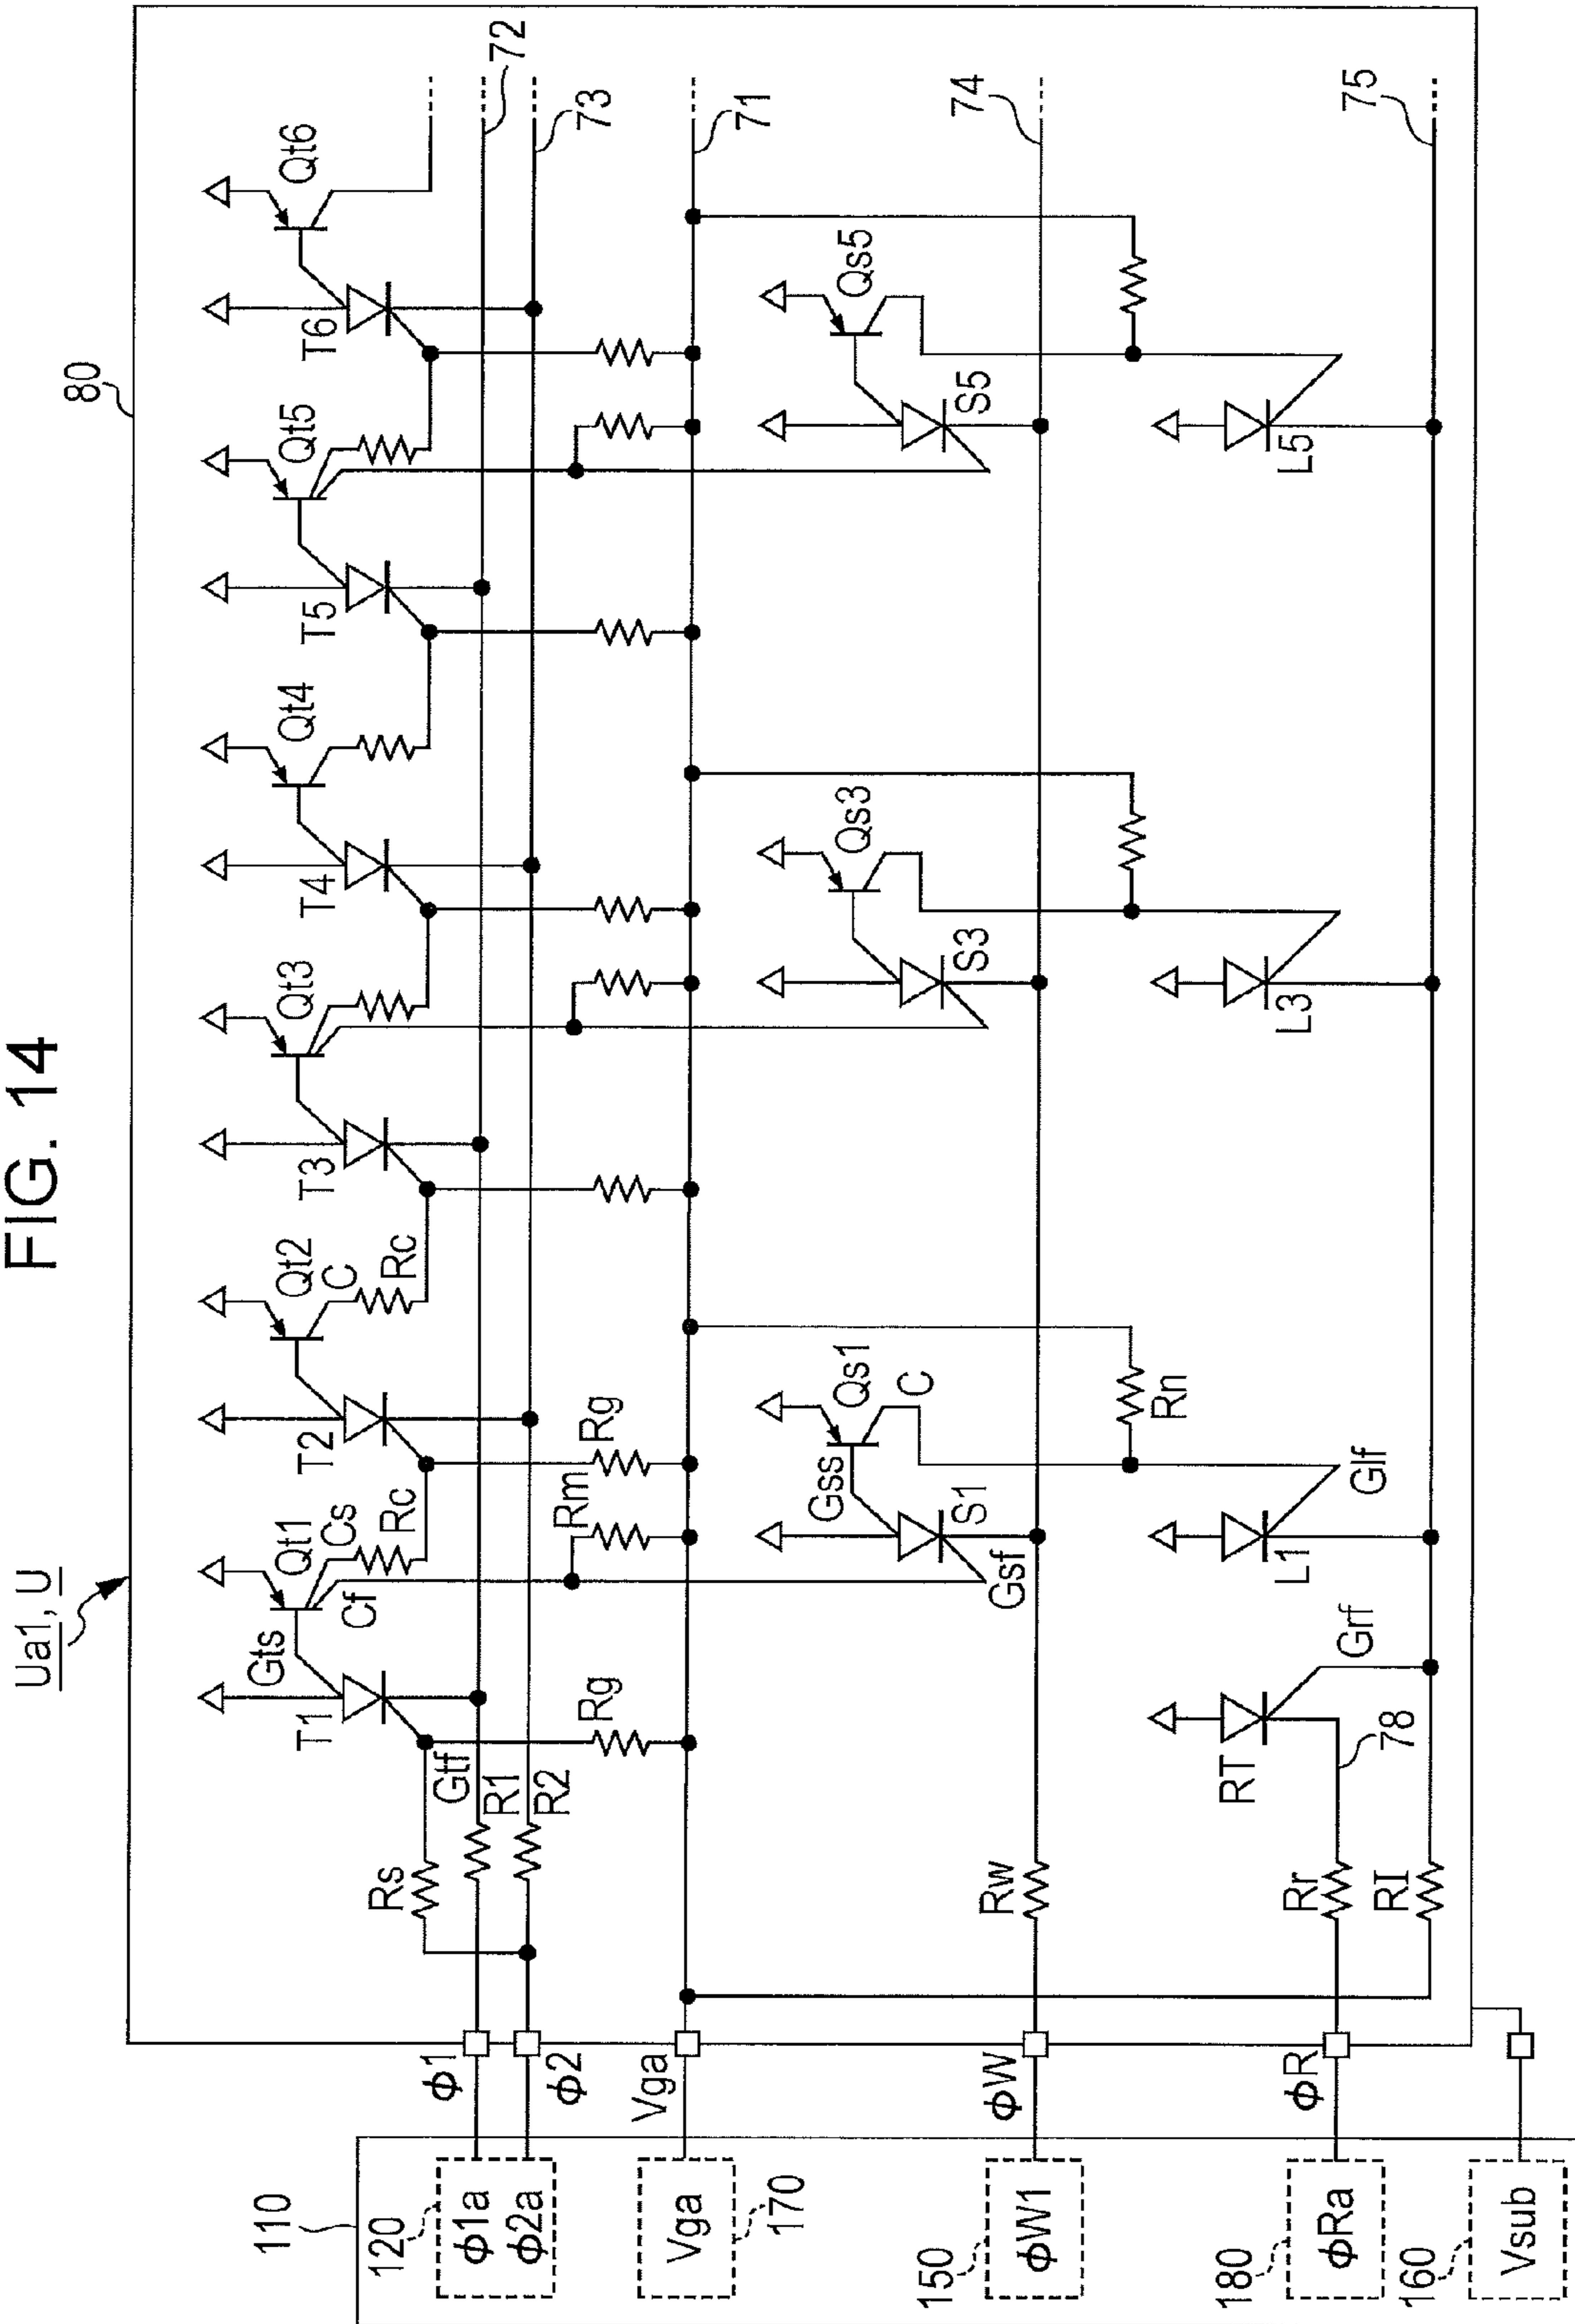 FIG. 14
Ua1, U
80
Gts
Qt1
Cf
Cs
Rc
Qt2
C
Rc
Qt3
Qt4
Qt5
Qt6
T1
T2
T3
T4
T5
T6
72
73
71
74
75
Gtf
Rs
R1
R2
Rg
Rm
Rg
Gss
Qs1
C
Qs3
Qs5
Gsf
S1
S3
S5
Rn
Rw
RT
Grf
L1
Glf
L3
L5
78
Rr
RI
ϕ1
ϕ2
Vga
ϕW
ϕR
110
120
ϕ1a
ϕ2a
Vga
170
150
ϕW1
180
ϕRa
160
Vsub